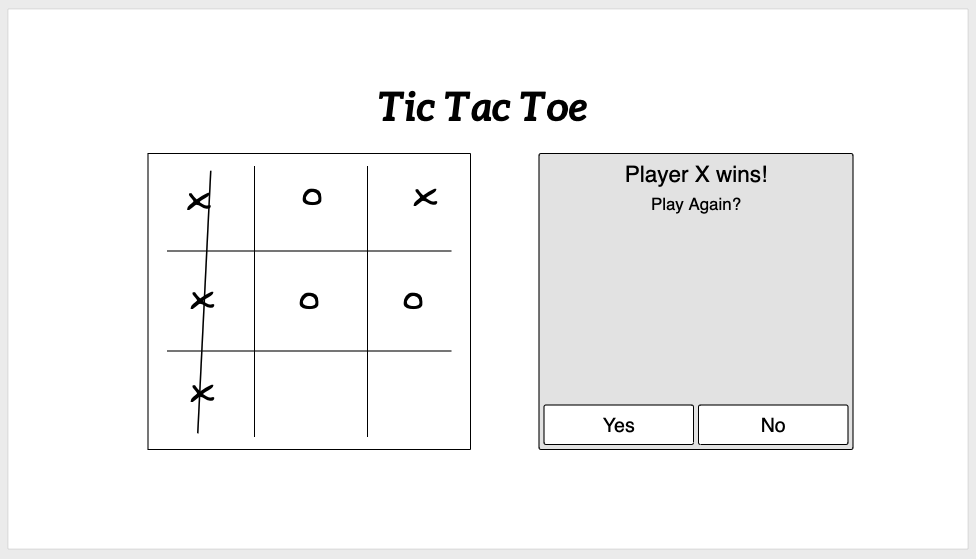 Tic Tac Toe
X O X
X O O
X
Player X wins!
Play Again?
Yes No